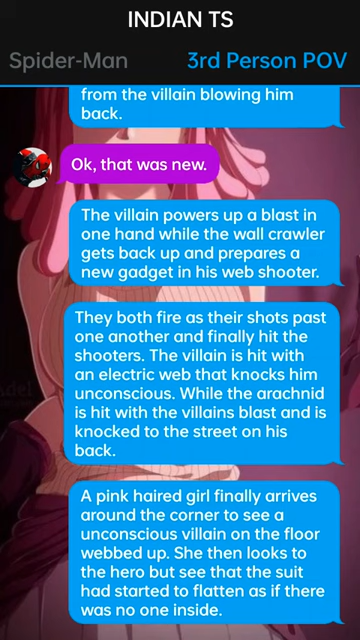 INDIAN TS
Spider-Man
3rd Person POV
from the villain blowing him
back.
Ok, that was new.
The villain powers up a blast in
one hand while the wall crawler
gets back up and prepares a
new gadget in his web shooter.
They both fire as their shots past
one another and finally hit the
shooters. The villain is hit with
an electric web that knocks him
unconscious. While the arachnid
is hit with the villains blast and is
knocked to the street on his
back.
A pink haired girl finally arrives
around the corner to see a
unconscious villain on the floor
webbed up. She then looks to
the hero but see that the suit
had started to flatten as if there
was no one inside.